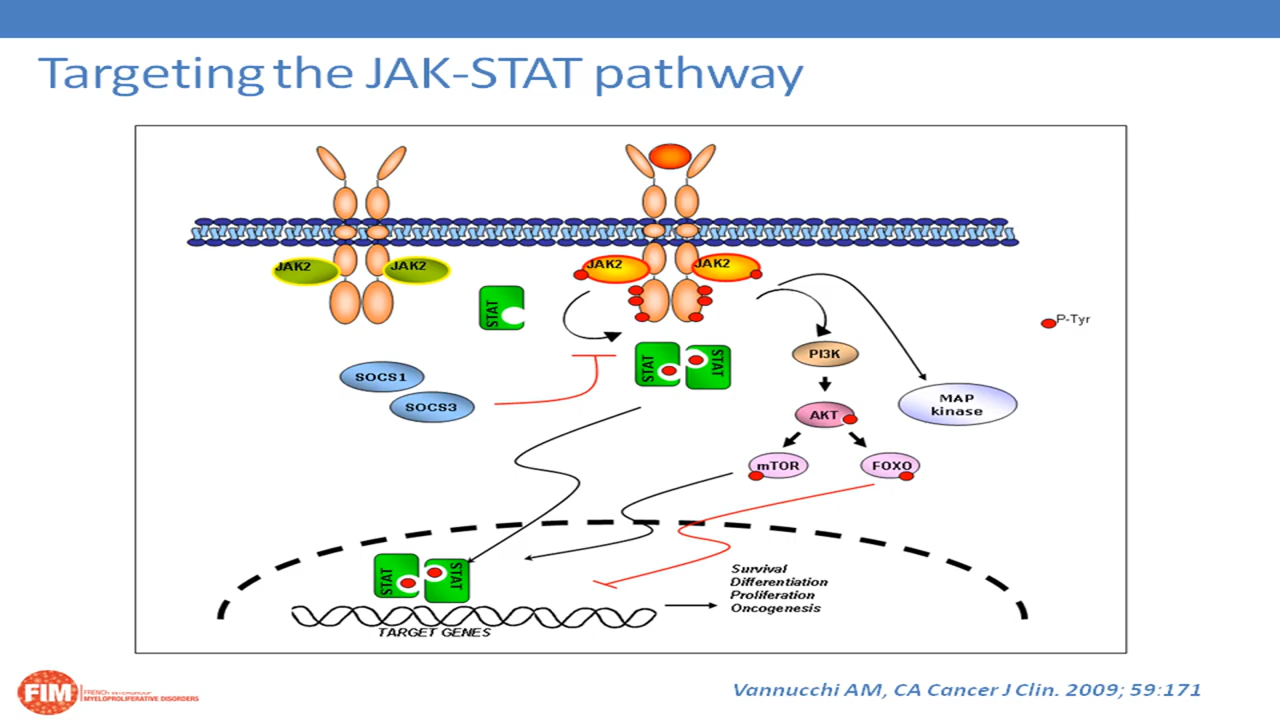 Targeting the JAK-STAT pathway
JAK2
JAK2
JAK2
JAK2
STAT
P-Tyr
STAT
STAT
PI3K
SOCS1
SOCS3
MAP
kinase
AKT
mTOR
FOXO
STAT
STAT
Survival
Differentiation
Proliferation
Oncogenesis
TARGET GENES
FIM
FRENCH INTERGROUP
MYELOPROLIFERATIVE DISORDERS
Vannucchi AM, CA Cancer J Clin. 2009; 59:171